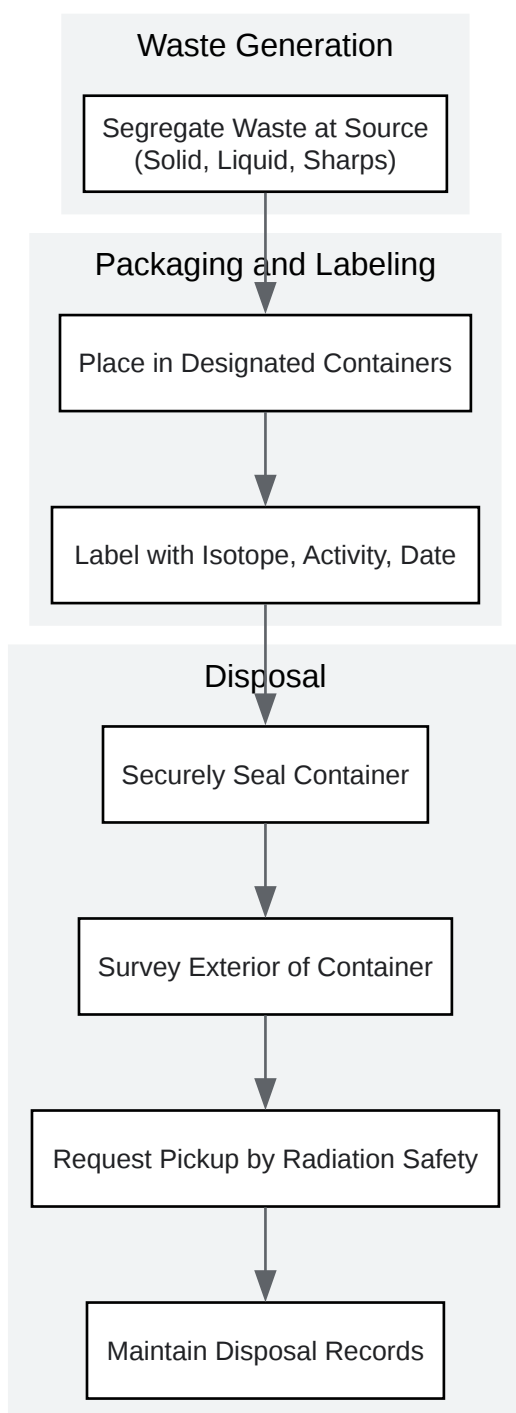 Waste Generation
Segregate Waste at Source
(Solid, Liquid, Sharps)
Packaging and Labeling
Place in Designated Containers
Label with Isotope, Activity, Date
Disposal
Securely Seal Container
Survey Exterior of Container
Request Pickup by Radiation Safety
Maintain Disposal Records